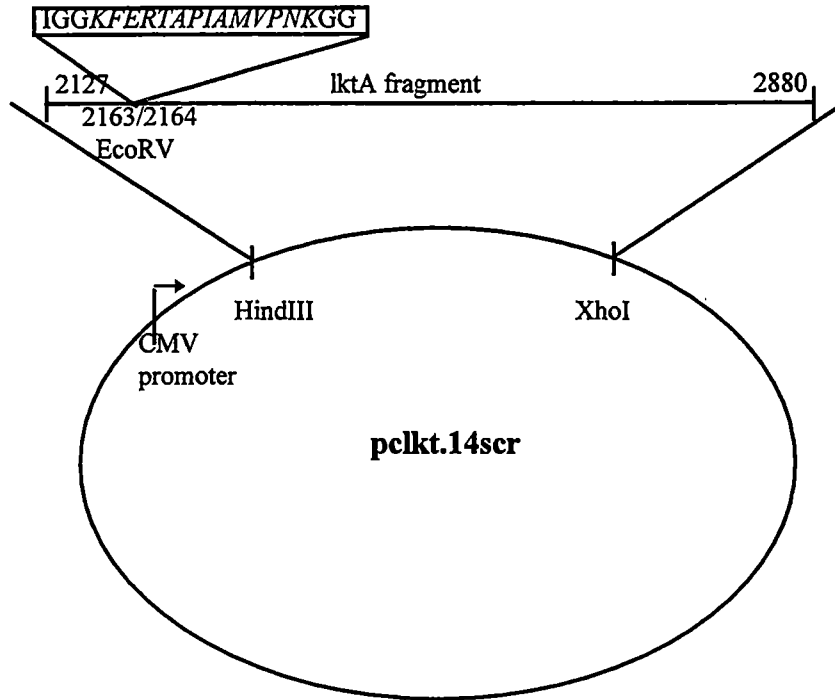 IGGKFERTAPIAMVPNKGG
2127 lktA fragment 2880
2163/2164
EcoRV
HindIII XhoI
CMV
promoter
pclkt.14scr